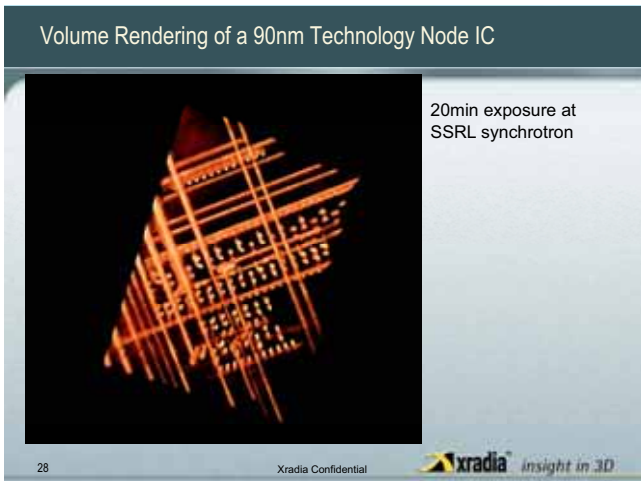 Volume Rendering of a 90nm Technology Node IC
20min exposure at
SSRL synchrotron
28
Xradia Confidential
xradia insight in 3D